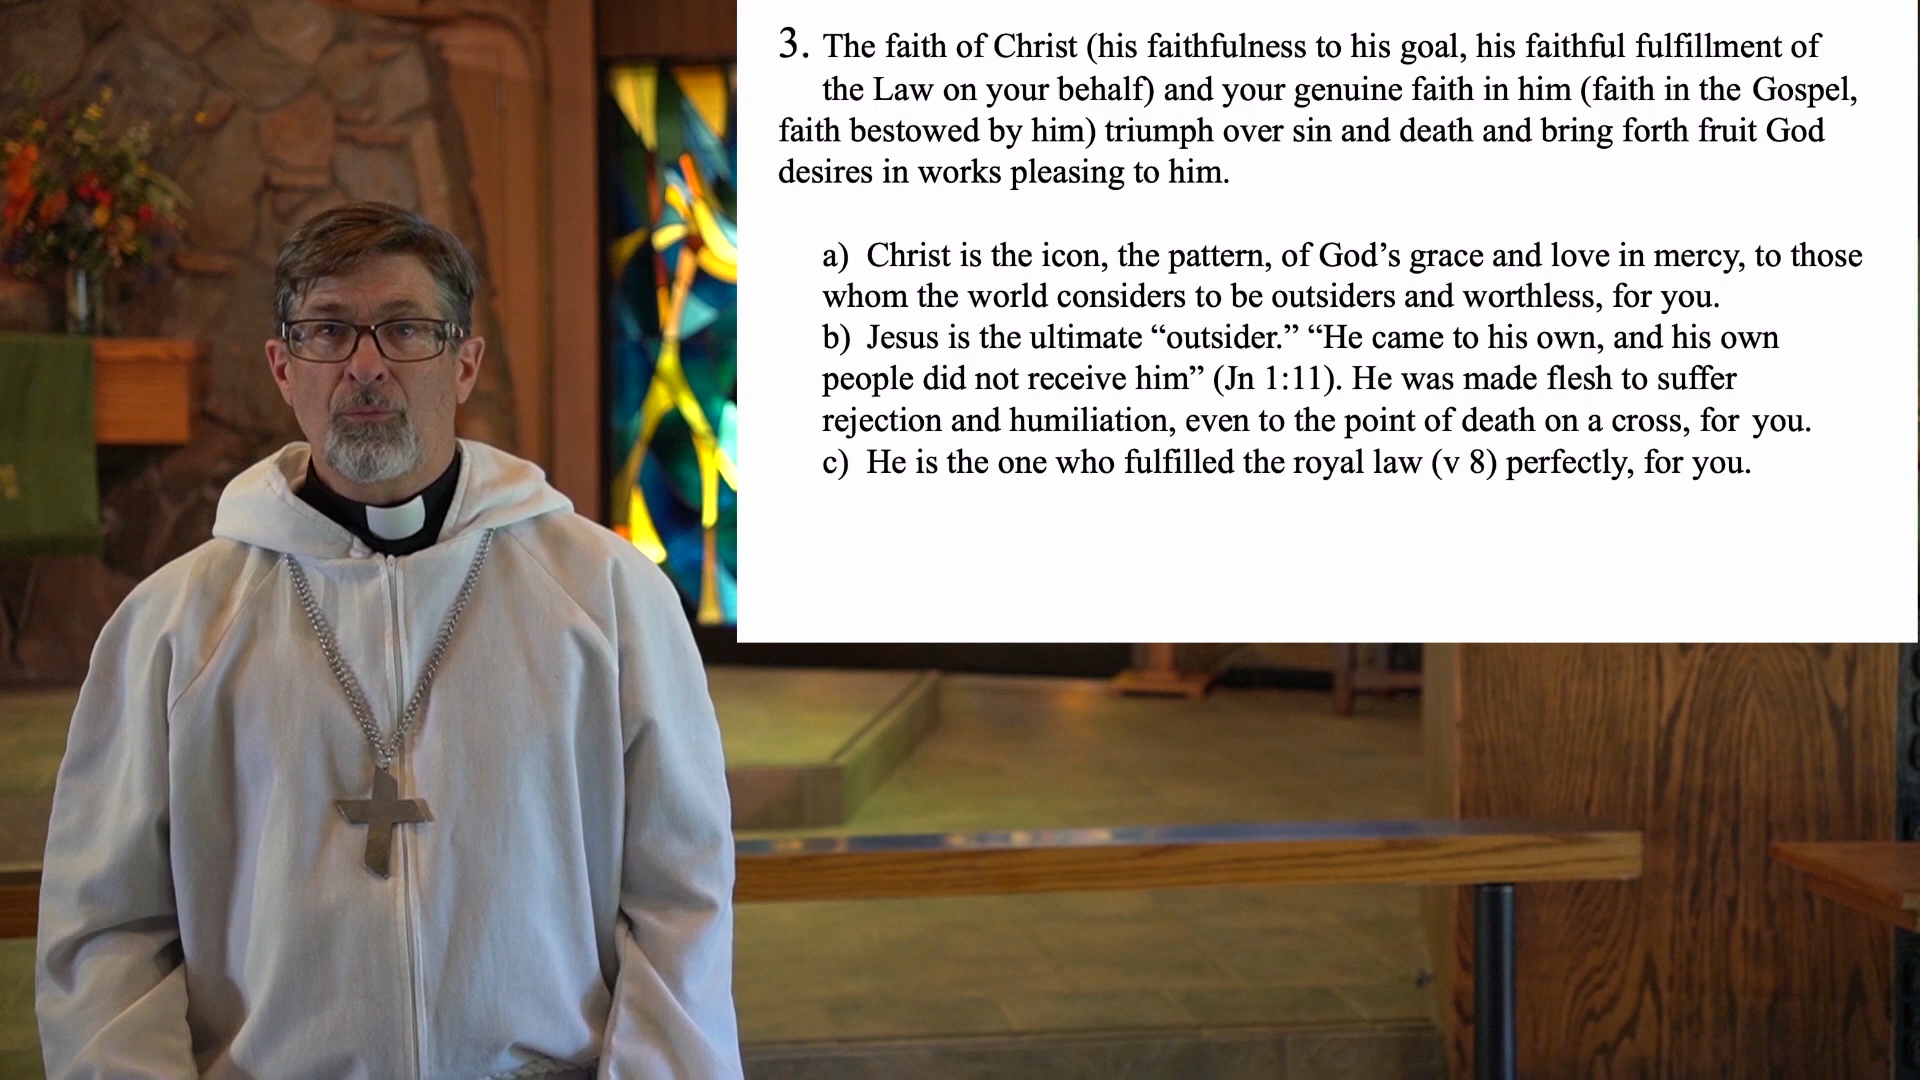 3. The faith of Christ (his faithfulness to his goal, his faithful fulfillment of
the Law on your behalf) and your genuine faith in him (faith in the Gospel,
faith bestowed by him) triumph over sin and death and bring forth fruit God
desires in works pleasing to him.
a) Christ is the icon, the pattern, of God’s grace and love in mercy, to those
whom the world considers to be outsiders and worthless, for you.
b) Jesus is the ultimate “outsider.” “He came to his own, and his own
people did not receive him” (Jn 1:11). He was made flesh to suffer
rejection and humiliation, even to the point of death on a cross, for you.
c) He is the one who fulfilled the royal law (v 8) perfectly, for you.